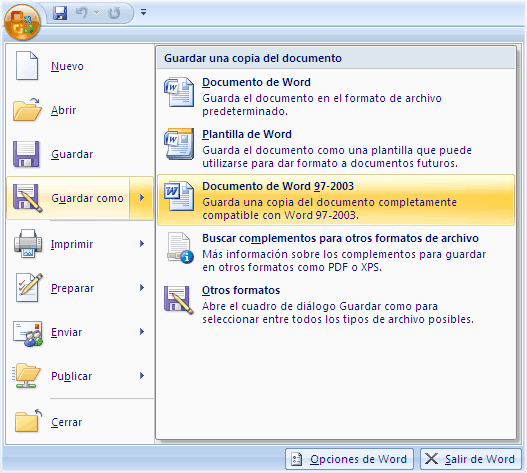 Nuevo
Abrir
Guardar
Guardar como
Imprimir
Preparar
Enviar
Publicar
Cerrar
Guardar una copia del documento
Documento de Word
Guarda el documento en el formato de archivo
predeterminado.
Plantilla de Word
Guarda el documento como una plantilla que puede
utilizarse para dar formato a documentos futuros.
Documento de Word 97-2003
Guarda una copia del documento completamente
compatible con Word 97-2003.
Buscar complementos para otros formatos de archivo
Más información sobre los complementos para guardar
en otros formatos como PDF o XPS.
Otros formatos
Abre el cuadro de diálogo Guardar como para
seleccionar entre todos los tipos de archivo posibles.
Opciones de Word
Salir de Word